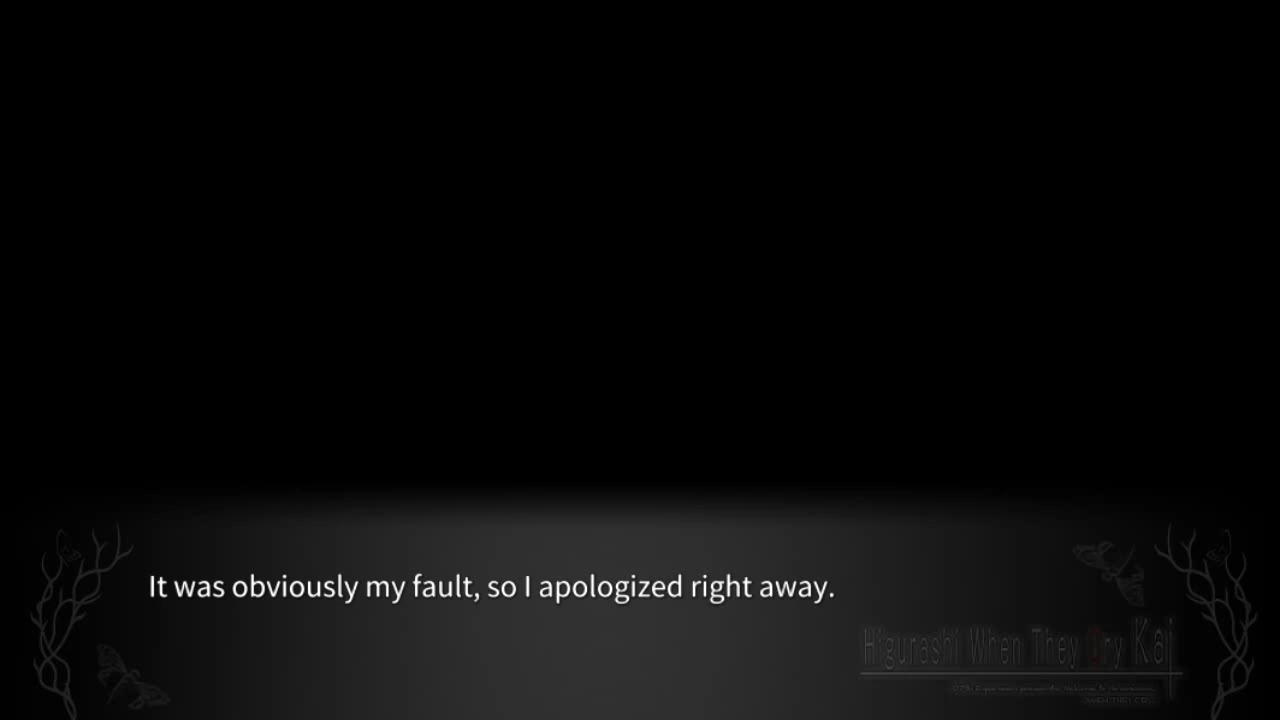 It was obviously my fault, so I apologized right away.
Higurashi When They Cry Kai